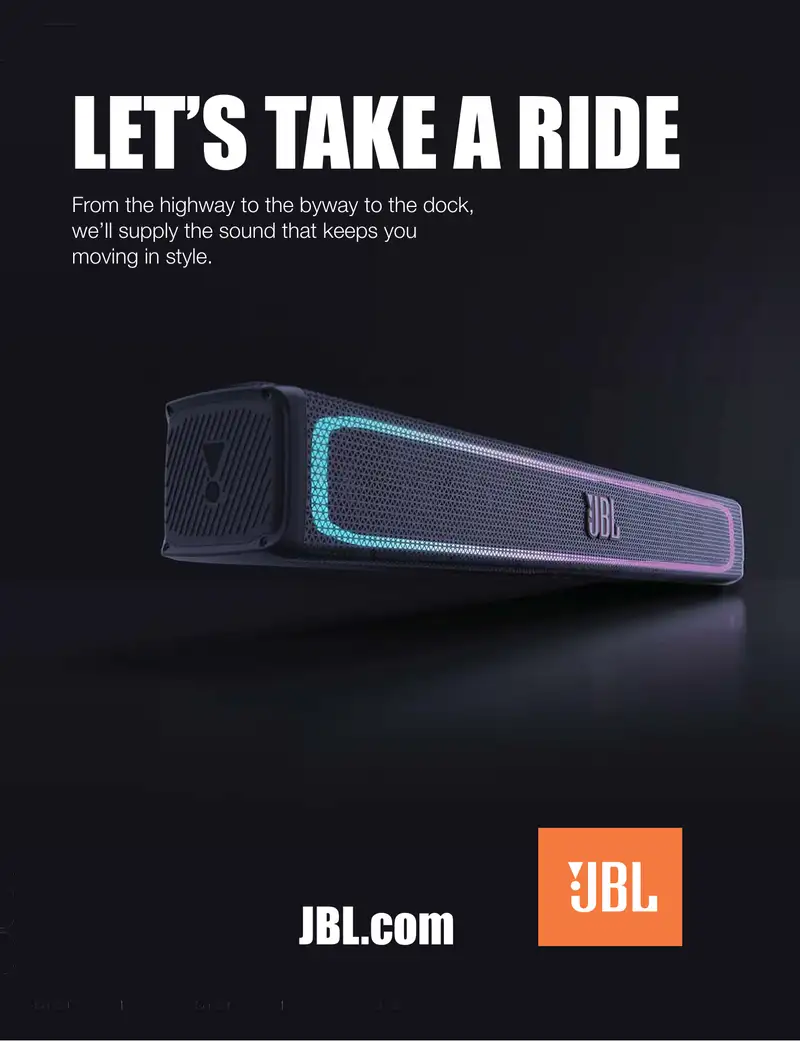 LET'S TAKE A RIDE
From the highway to the byway to the dock,
we'll supply the sound that keeps you
moving in style.
JBL
JBL
JBL.com